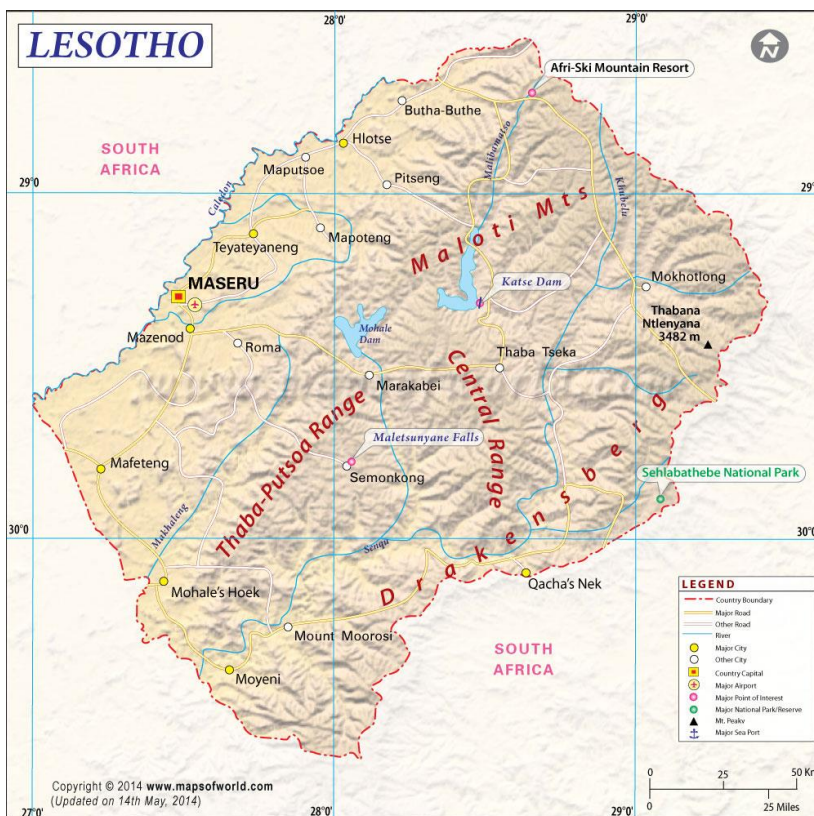 LESOTHO
28.0'
29.0'
N
Afri-Ski Mountain Resort
Butha-Buthe
SOUTH
AFRICA
Hlotse
Malibamatso
Maputsoe
Pitseng
Khubelu
29.0'
29.0'
Caledon
Maloti Mts
Teyateyaneng
Mapoteng
MASERU
Katse Dam
Mokhotlong
Thabana
Ntlenyana
3482 m
Mazenod
Mohale
Dam
Roma
Thaba Tseka
Marakabei
Central Range
Thaba-Putsoa Range
Maletsunyane Falls
Mafeteng
Semonkong
Sehlabathebe National Park
Makhaleng
Senqu
30.0'
30.0'
Drakensberg
Mohale's Hoek
Qacha's Nek
Mount Moorosi
SOUTH
AFRICA
Moyeni
LEGEND
Country Boundary
Major Road
Other Road
River
Major City
Other City
Country Capital
Major Airport
Major Point of Interest
Major National Park/Reserve
Mt. Peakv
Major Sea Port
0 25 50 Km
0 25 Miles
Copyright © 2014 www.mapsofworld.com
(Updated on 14th May, 2014)
27.0'
28.0'
29.0'